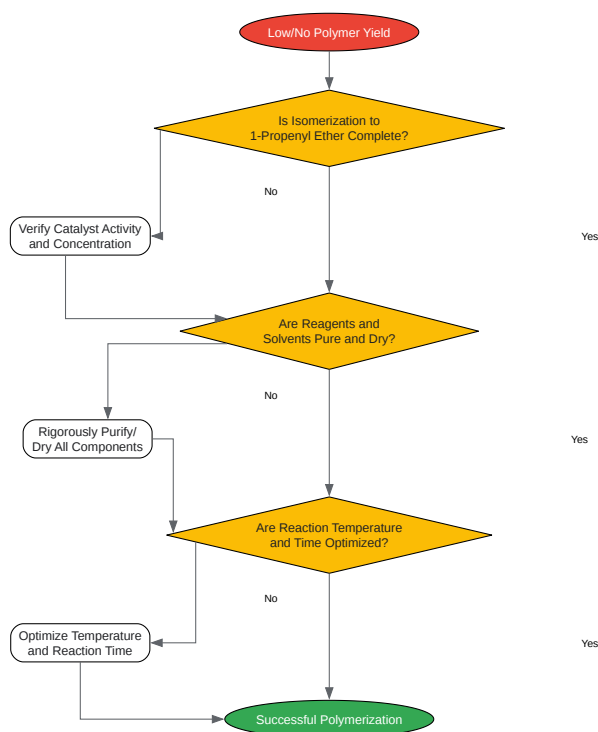 Low/No Polymer Yield
Is Isomerization to
1-Propenyl Ether Complete?
No
Verify Catalyst Activity
and Concentration
Yes
Are Reagents and
Solvents Pure and Dry?
No
Rigorously Purify/
Dry All Components
Yes
Are Reaction Temperature
and Time Optimized?
No
Optimize Temperature
and Reaction Time
Yes
Successful Polymerization